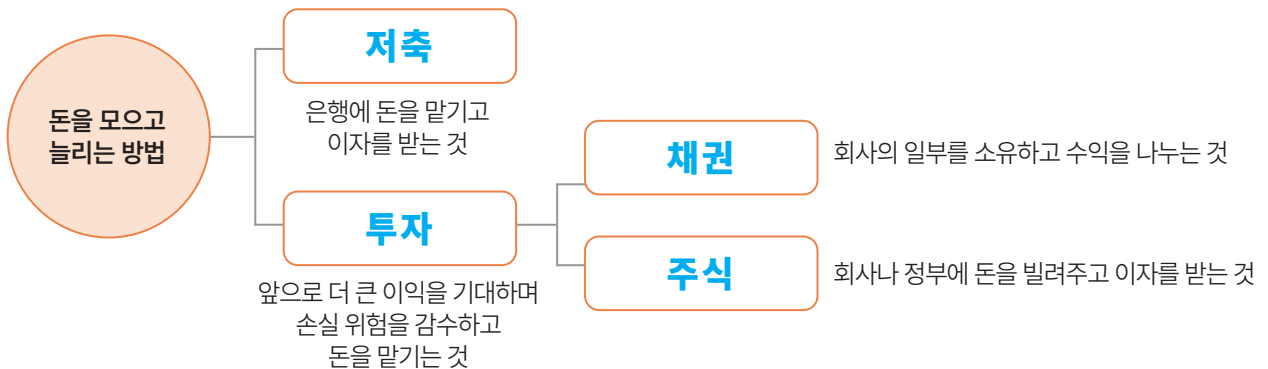 돈을 모으고
늘리는 방법
저축
은행에 돈을 맡기고
이자를 받는 것
투자
앞으로 더 큰 이익을 기대하며
손실 위험을 감수하고
돈을 맡기는 것
채권
회사의 일부를 소유하고 수익을 나누는 것
주식
회사나 정부에 돈을 빌려주고 이자를 받는 것